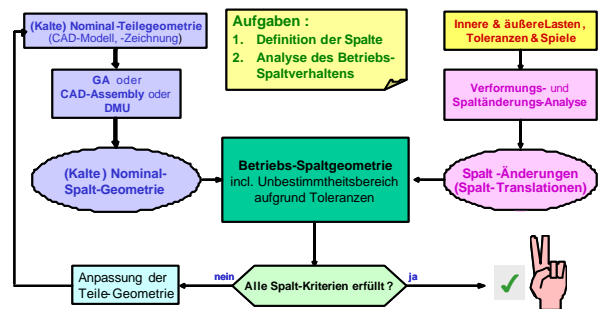 (Kalte) Nominal-Teilegeometrie
(CAD-Modell, -Zeichnung)
Aufgaben :
1. Definition der Spalte
2. Analyse des Betriebs-
Spaltverhaltens
Innere & äußere Lasten,
Toleranzen & Spiele
GA oder
CAD-Assembly oder
DMU
Verformungs- und
Spaltänderungs-Analyse
(Kalte) Nominal-
Spalt-Geometrie
Betriebs-Spaltgeometrie
incl. Unbestimmtheitsbereich
aufgrund Toleranzen
Spalt -Änderungen
(Spalt-Translationen)
Anpassung der
Teile-Geometrie
nein
Alle Spalt-Kriterien erfüllt ?
ja